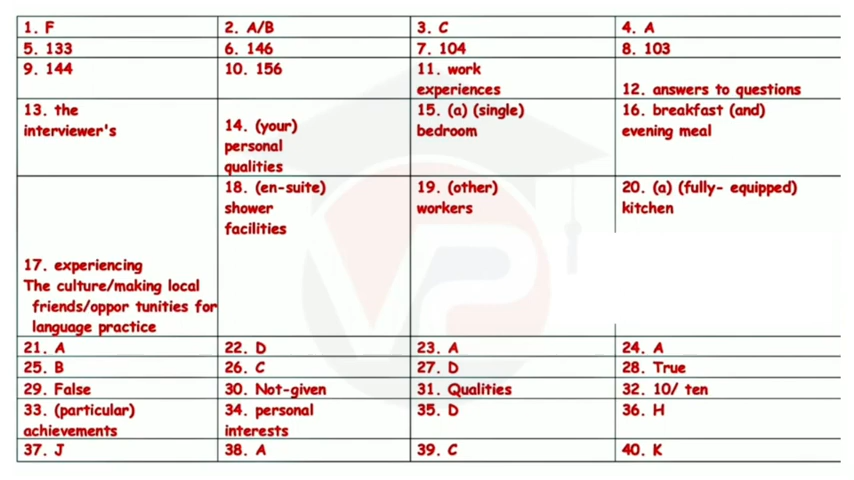 1. F
2. A/B
3. C
4. A
5. 133
6. 146
7. 104
8. 103
9. 144
10. 156
11. work
experiences
12. answers to questions
13. the
interviewer's
14. (your)
personal
qualities
15. (a) (single)
bedroom
16. breakfast (and)
evening meal
17. experiencing
The culture/making local
friends/oppor tunities for
language practice
18. (en-suite)
shower
facilities
19. (other)
workers
20. (a) (fully- equipped)
kitchen
21. A
22. D
23. A
24. A
25. B
26. C
27. D
28. True
29. False
30. Not-given
31. Qualities
32. 10/ ten
33. (particular)
achievements
34. personal
interests
35. D
36. H
37. J
38. A
39. C
40. K